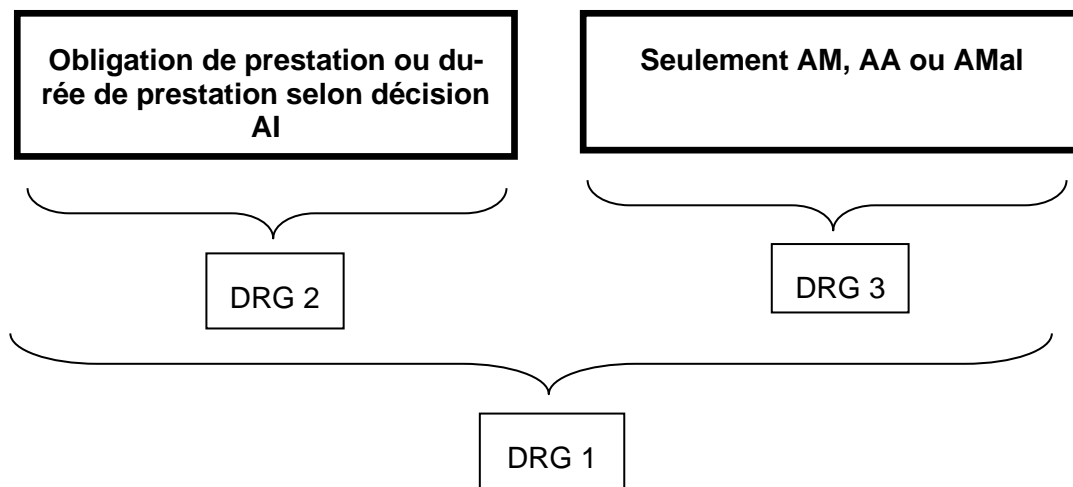 Obligation de prestation ou du-
rée de prestation selon décision
AI
Seulement AM, AA ou AMal
DRG 2
DRG 3
DRG 1